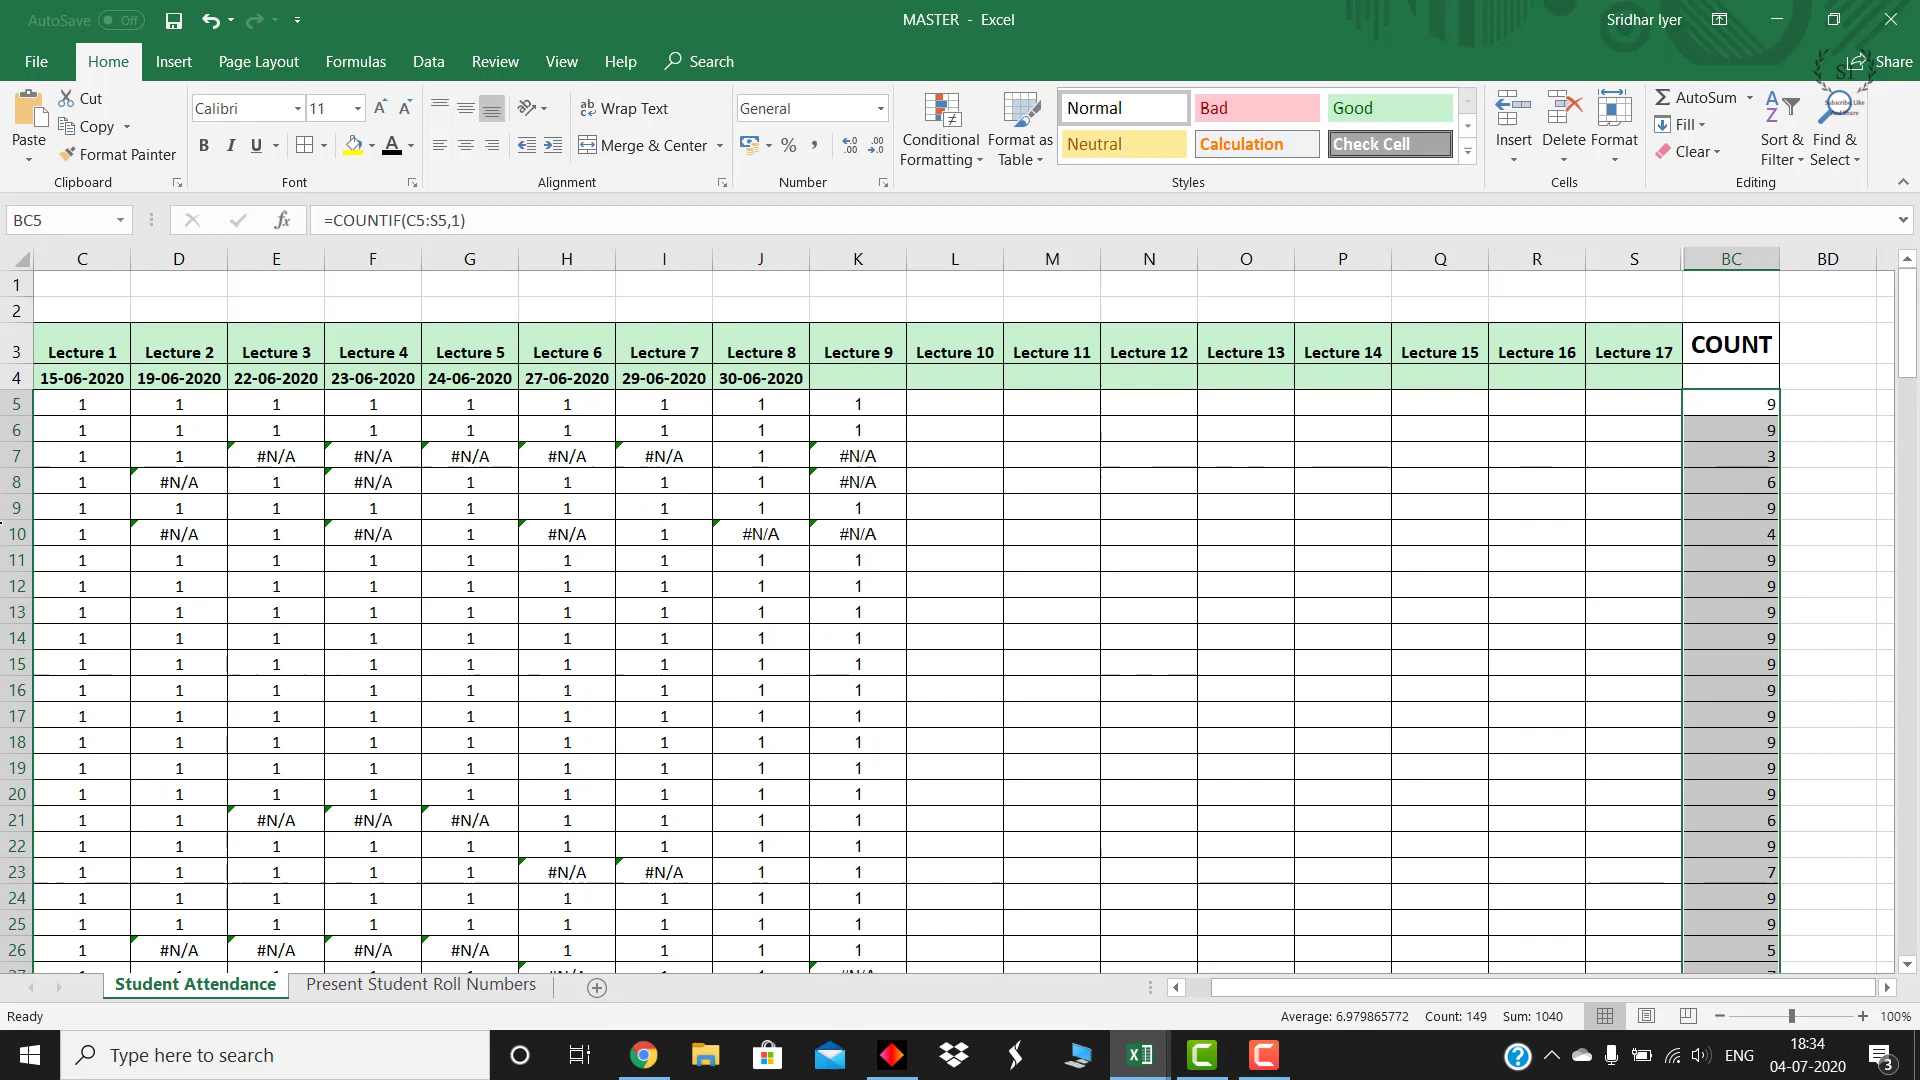 AutoSave Off
MASTER - Excel
Sridhar Iyer
File Home Insert Page Layout Formulas Data Review View Help Search Share
Paste
Cut
Copy
Format Painter
Clipboard
Calibri 11
B I U
Font
Wrap Text
Merge & Center
Alignment
General
Number
Conditional Formatting
Format as Table
Normal Bad Good
Neutral Calculation Check Cell
Styles
Insert Delete Format
Cells
AutoSum
Fill
Clear
Sort & Filter
Find & Select
Editing
BC5 fx =COUNTIF(C5:S5,1)
C D E F G H I J K L M N O P Q R S BC BD
1
2
3 Lecture 1 Lecture 2 Lecture 3 Lecture 4 Lecture 5 Lecture 6 Lecture 7 Lecture 8 Lecture 9 Lecture 10 Lecture 11 Lecture 12 Lecture 13 Lecture 14 Lecture 15 Lecture 16 Lecture 17 COUNT
4 15-06-2020 19-06-2020 22-06-2020 23-06-2020 24-06-2020 27-06-2020 29-06-2020 30-06-2020
5 1 1 1 1 1 1 1 1 1 9
6 1 1 1 1 1 1 1 1 1 9
7 1 1 #N/A #N/A #N/A #N/A #N/A 1 #N/A 3
8 1 #N/A 1 #N/A 1 1 1 1 #N/A 6
9 1 1 1 1 1 1 1 1 1 9
10 1 #N/A 1 #N/A 1 #N/A 1 #N/A #N/A 4
11 1 1 1 1 1 1 1 1 1 9
12 1 1 1 1 1 1 1 1 1 9
13 1 1 1 1 1 1 1 1 1 9
14 1 1 1 1 1 1 1 1 1 9
15 1 1 1 1 1 1 1 1 1 9
16 1 1 1 1 1 1 1 1 1 9
17 1 1 1 1 1 1 1 1 1 9
18 1 1 1 1 1 1 1 1 1 9
19 1 1 1 1 1 1 1 1 1 9
20 1 1 1 1 1 1 1 1 1 9
21 1 1 #N/A #N/A #N/A 1 1 1 1 6
22 1 1 1 1 1 1 1 1 1 9
23 1 1 1 1 1 #N/A #N/A 1 1 7
24 1 1 1 1 1 1 1 1 1 9
25 1 1 1 1 1 1 1 1 1 9
26 1 #N/A #N/A #N/A #N/A 1 1 1 1 5
Student Attendance Present Student Roll Numbers
Ready Average: 6.979865772 Count: 149 Sum: 1040 100%
Type here to search
ENG
18:34
04-07-2020
3